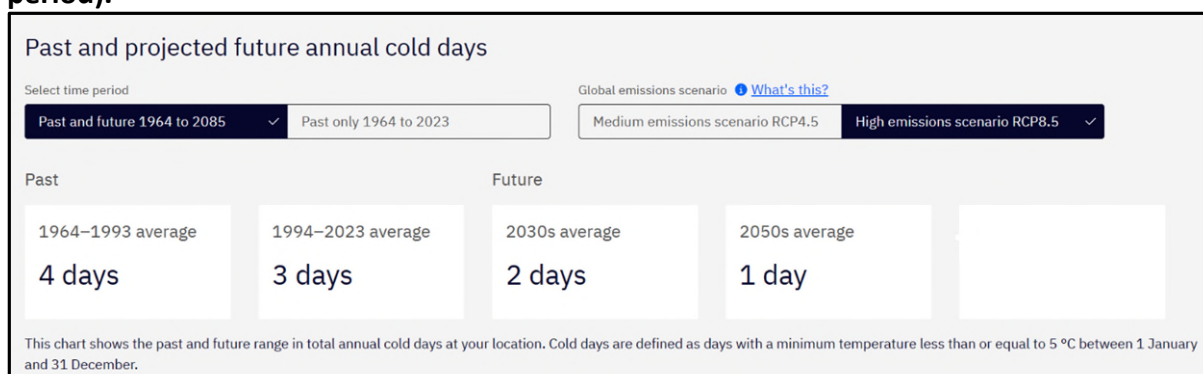 period).
Past and projected future annual cold days
Select time period
Global emissions scenario What's this?
Past and future 1964 to 2085
Past only 1964 to 2023
Medium emissions scenario RCP4.5
High emissions scenario RCP8.5
Past
Future
1964–1993 average
4 days
1994–2023 average
3 days
2030s average
2 days
2050s average
1 day
This chart shows the past and future range in total annual cold days at your location. Cold days are defined as days with a minimum temperature less than or equal to 5 °C between 1 January
and 31 December.